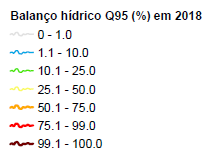 Balanço hídrico Q95 (%) em 2018
0 - 1.0
1.1 - 10.0
10.1 - 25.0
25.1 - 50.0
50.1 - 75.0
75.1 - 99.0
99.1 - 100.0